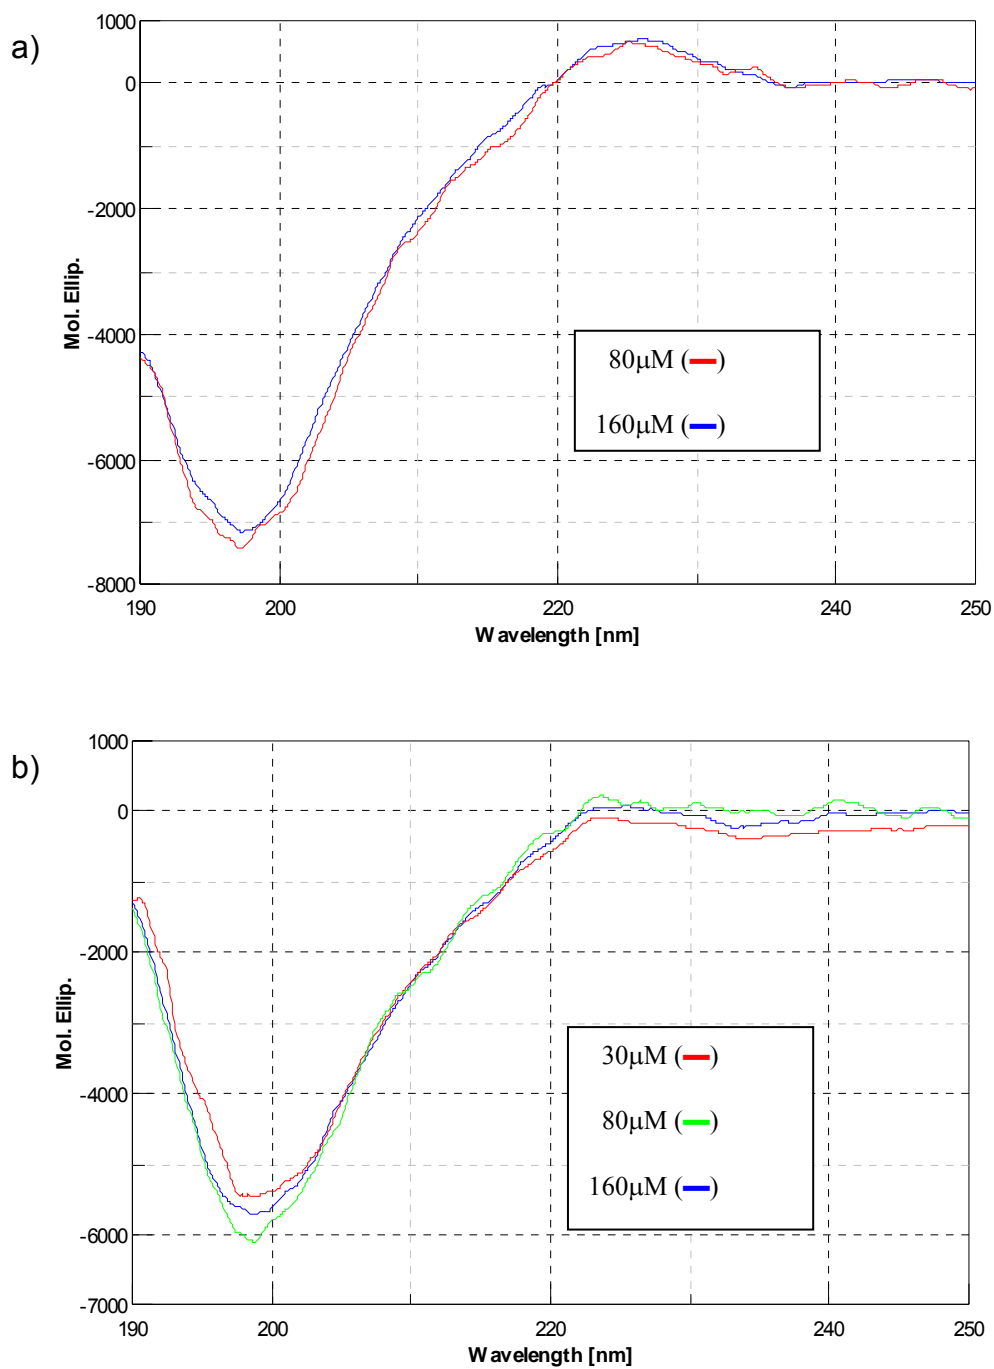 a)
1000
0
-2000
-4000
-6000
-8000
Mol. Ellip.
80μM (—)
160μM (—)
190 200 220 240 250
Wavelength [nm]
b)
1000
0
-2000
-4000
-6000
-7000
Mol. Ellip.
30μM (—)
80μM (—)
160μM (—)
190 200 220 240 250
Wavelength [nm]